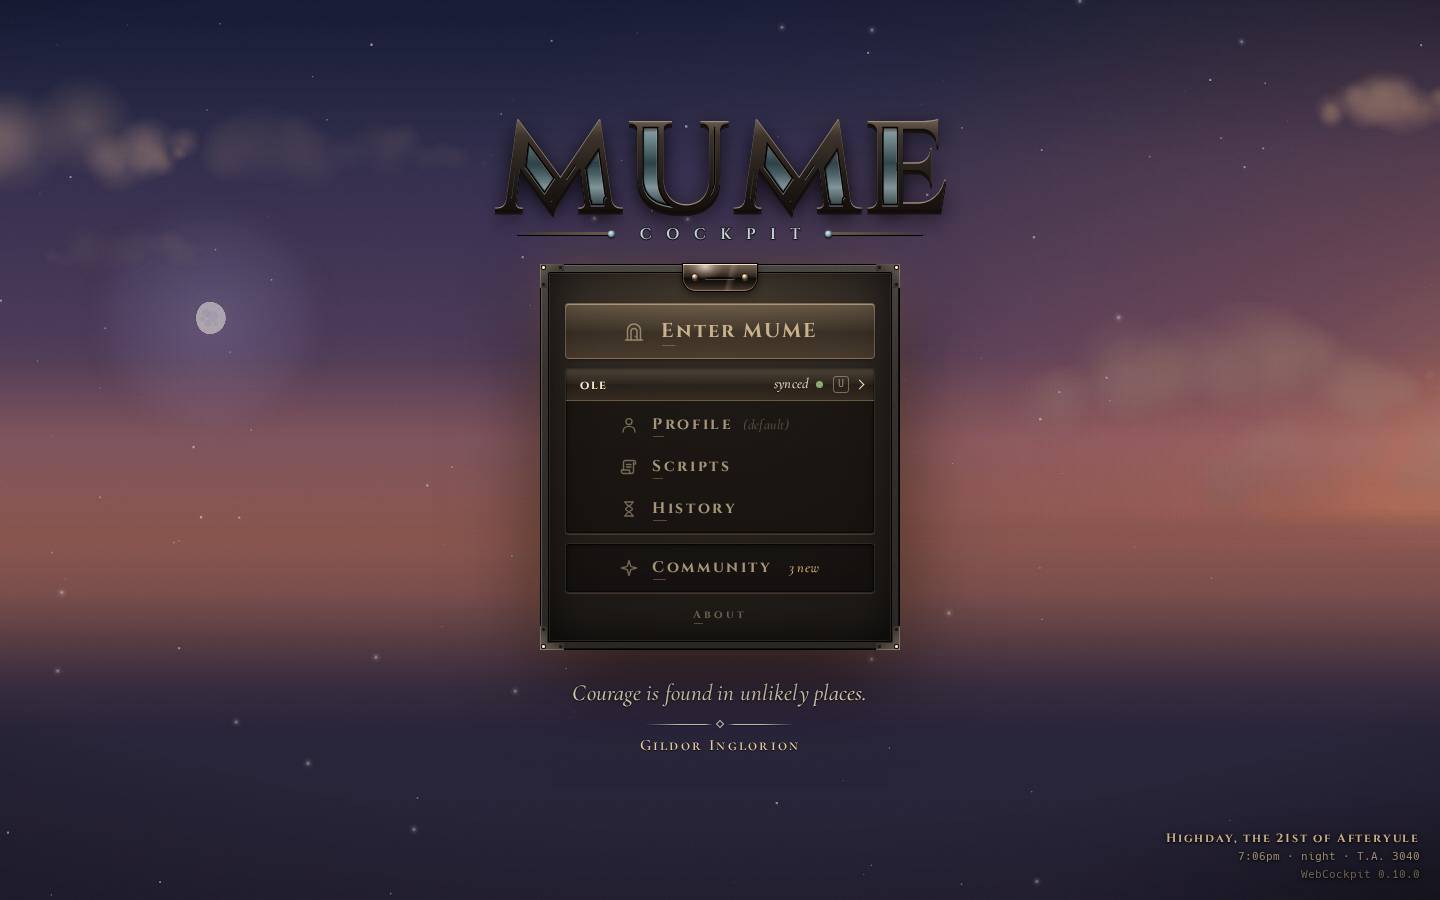 MUME
COCKPIT
Enter MUME
OLE synced U
Profile (default)
Scripts
History
Community 3 new
About
Courage is found in unlikely places.
Gildor Inglorion
Highday, the 21st of Afteryule
7:06pm · night · T.A. 3040
WebCockpit 0.10.0